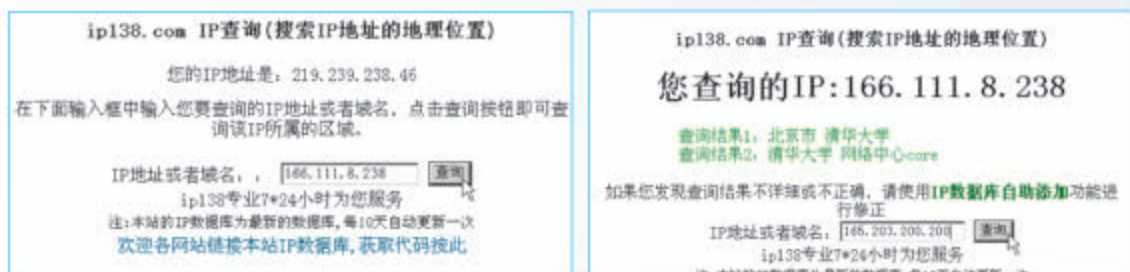 ip138.com IP查询(搜索IP地址的地理位置)
您的IP地址是：219.239.238.46
在下面输入框中输入您要查询的IP地址或者域名，点击查询按钮即可查
询该IP所属的区域。
IP地址或者域名：，166.111.8.238 查询
ip138专业7*24小时为您服务
注:本站的IP数据库为最新的数据库,每10天自动更新一次
欢迎各网站链接本站IP数据库,获取代码按此
ip138.com IP查询(搜索IP地址的地理位置)
您查询的IP:166.111.8.238
查询结果1：北京市 清华大学
查询结果2：清华大学 网络中心core
如果您发现查询结果不详细或不正确，请使用IP数据库自助添加功能进
行修正
IP地址或者域名：165.203.200.200 查询
ip138专业7*24小时为您服务